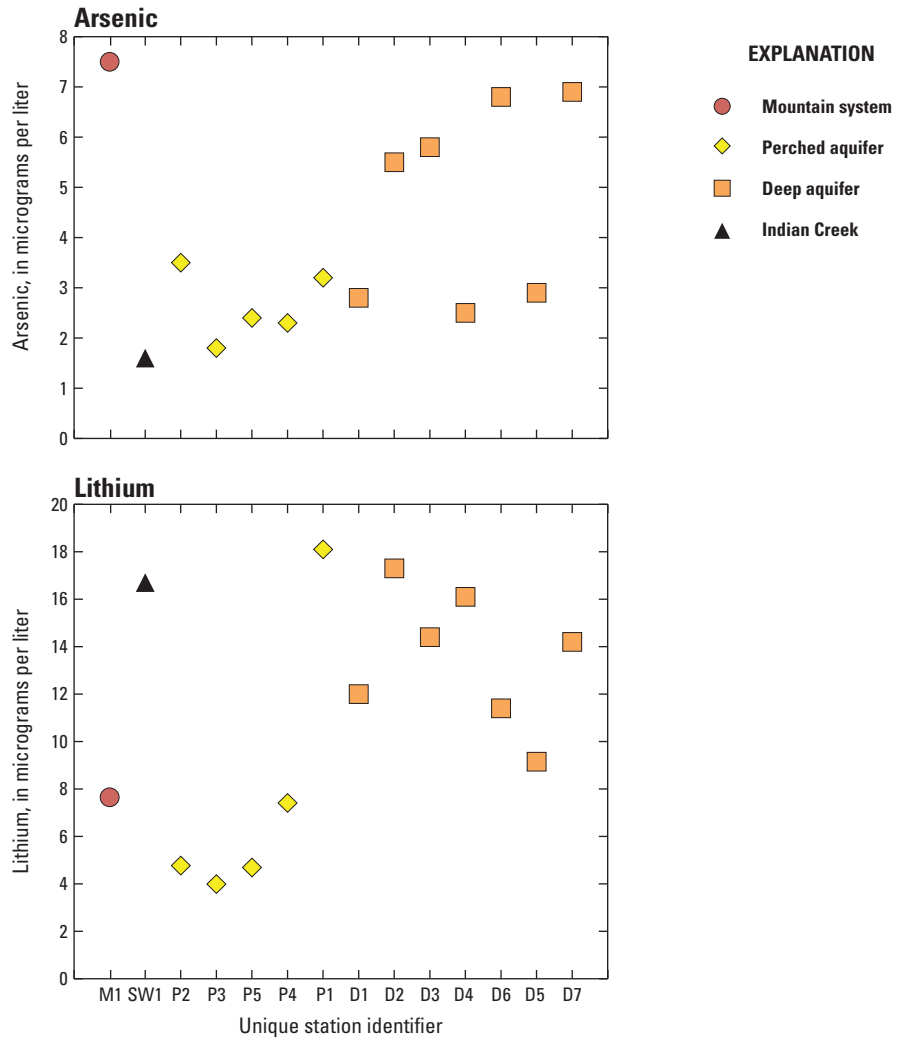 Arsenic
8
7
6
5
4
3
2
1
0
Arsenic, in micrograms per liter
EXPLANATION
Mountain system
Perched aquifer
Deep aquifer
Indian Creek
Lithium
20
18
16
14
12
10
8
6
4
2
0
Lithium, in micrograms per liter
M1 SW1 P2 P3 P5 P4 P1 D1 D2 D3 D4 D6 D5 D7
Unique station identifier